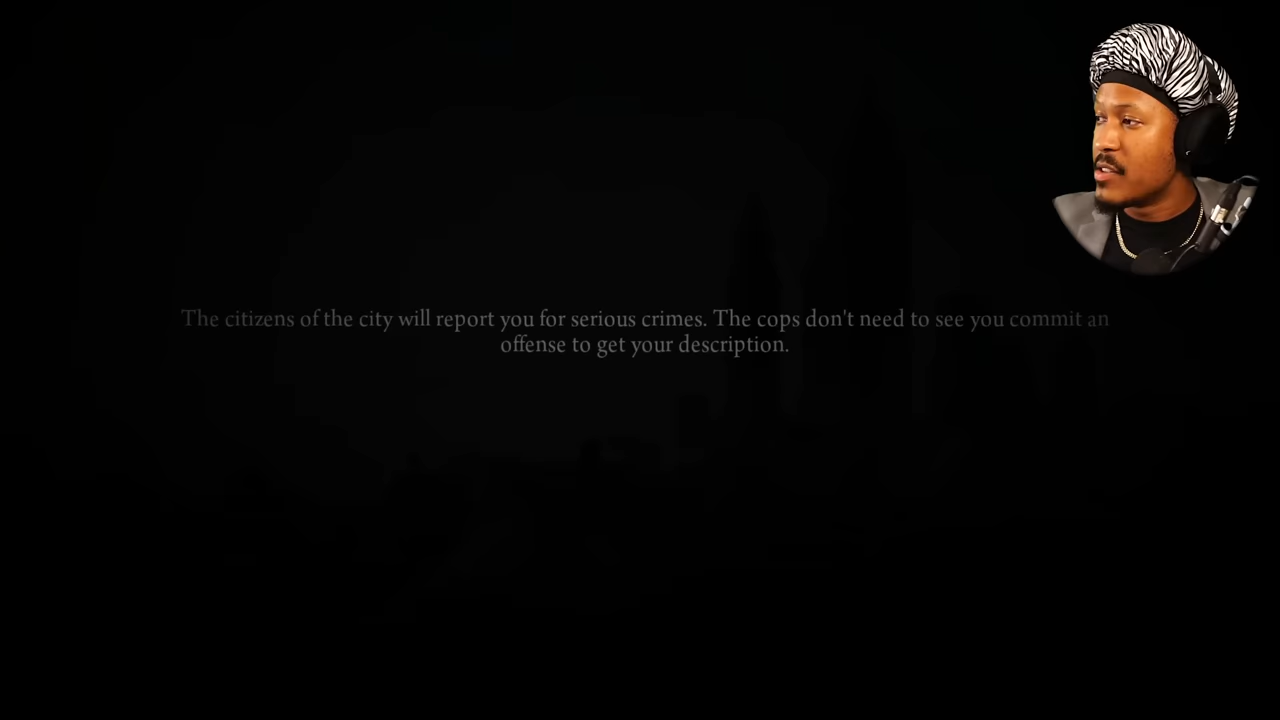 The citizens of the city will report you for serious crimes. The cops don't need to see you commit an
offense to get your description.